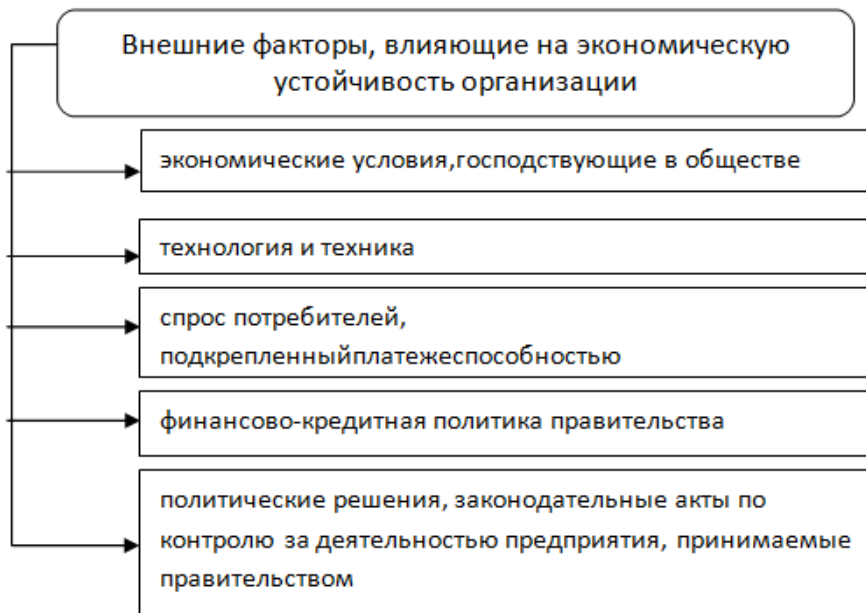 Внешние факторы, влияющие на экономическую
устойчивость организации
экономические условия,господствующие в обществе
технология и техника
спрос потребителей,
подкрепленныйплатежеспособностью
финансово-кредитная политика правительства
политические решения, законодательные акты по
контролю за деятельностью предприятия, принимаемые
правительством